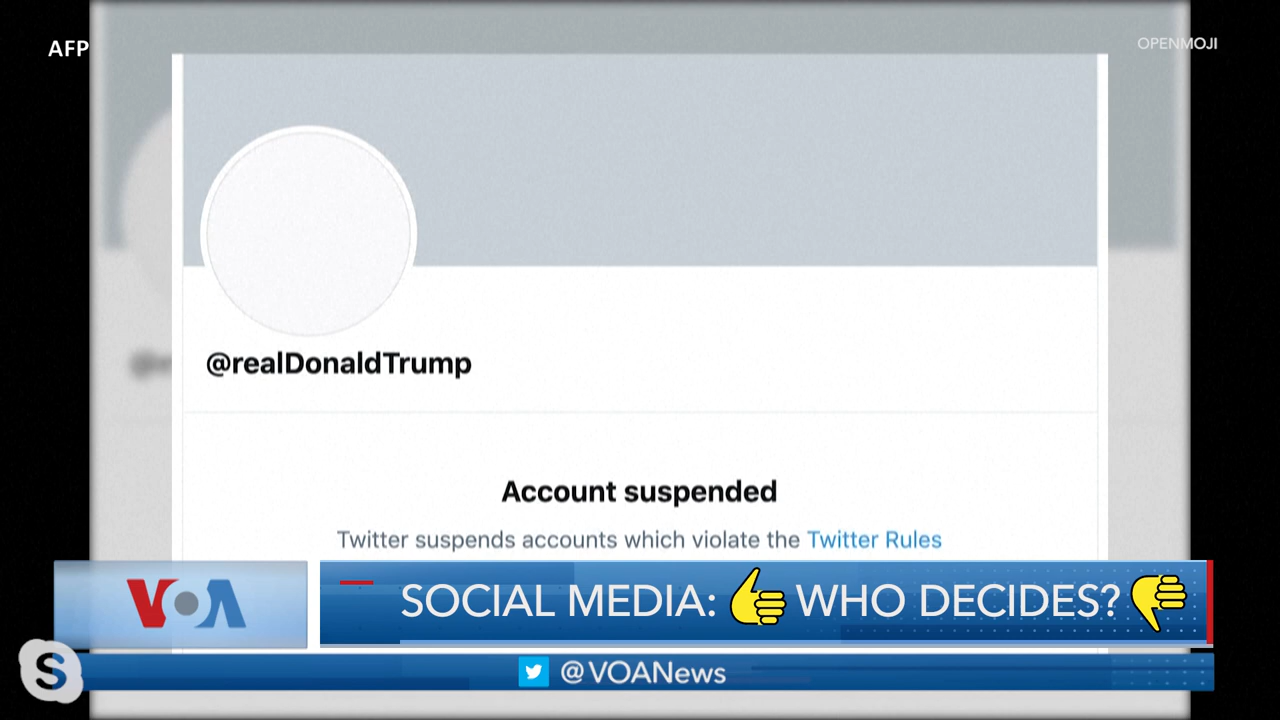 AFP
OPENMOJI
@realDonaldTrump
Account suspended
Twitter suspends accounts which violate the Twitter Rules
VOA
SOCIAL MEDIA: WHO DECIDES?
S
@VOANews